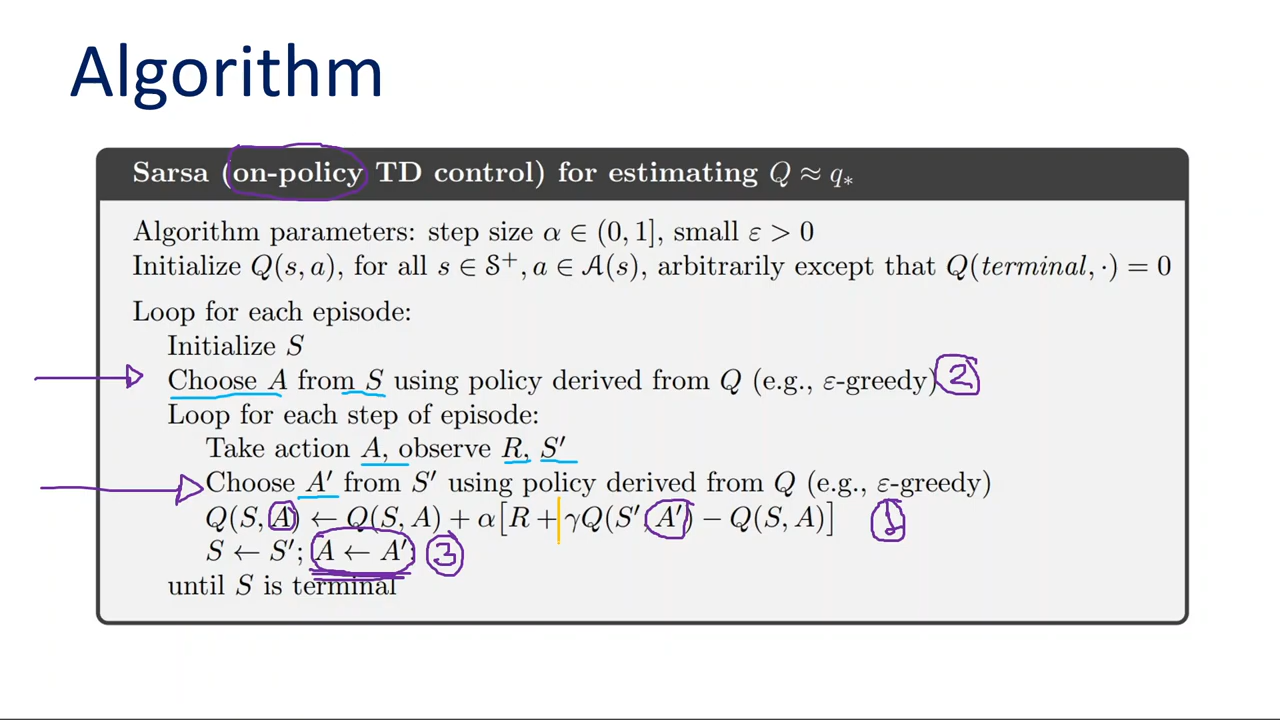 Algorithm
Sarsa (on-policy TD control) for estimating Q ≈ q*
Algorithm parameters: step size α ∈ (0, 1], small ε > 0
Initialize Q(s, a), for all s ∈ S⁺, a ∈ A(s), arbitrarily except that Q(terminal, ·) = 0
Loop for each episode:
Initialize S
Choose A from S using policy derived from Q (e.g., ε-greedy) 2
Loop for each step of episode:
Take action A, observe R, S′
Choose A′ from S′ using policy derived from Q (e.g., ε-greedy)
Q(S, A) ← Q(S, A) + α[R + γQ(S′, A′) − Q(S, A)] 1
S ← S′; A ← A′; 3
until S is terminal